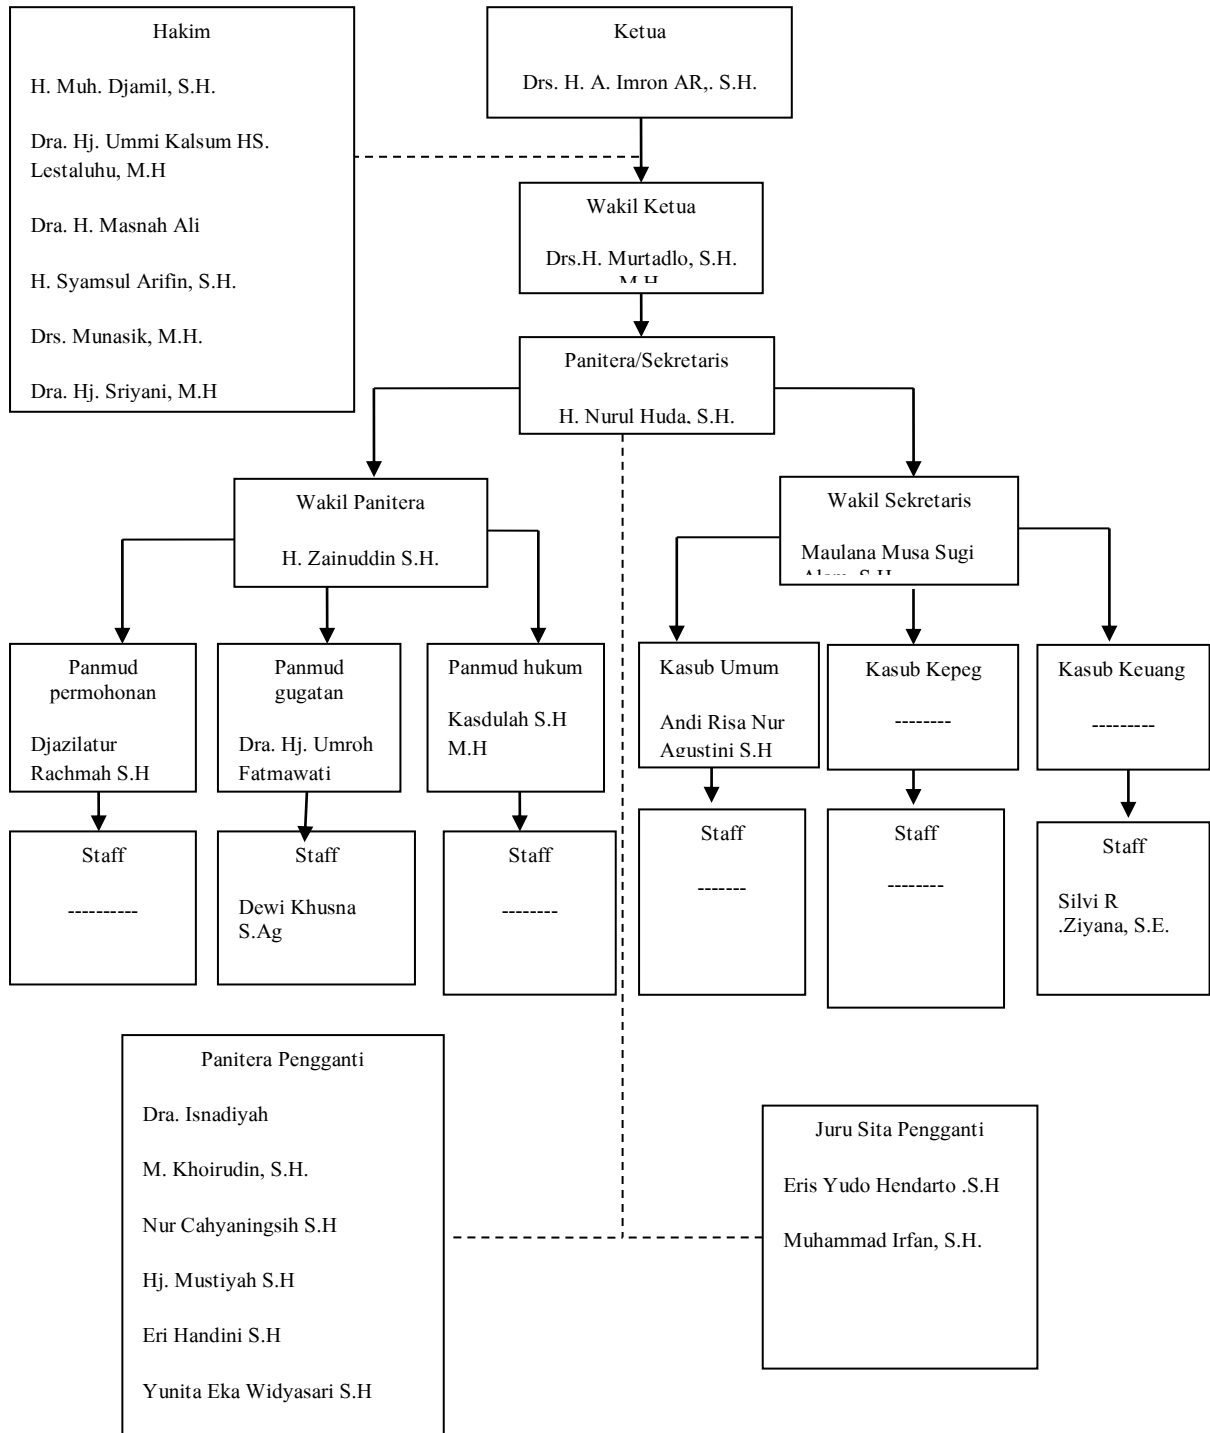 Hakim
H. Muh. Djamil, S.H.
Dra. Hj. Ummi Kalsum HS.
Lestaluhu, M.H
Dra. H. Masnah Ali
H. Syamsul Arifin, S.H.
Drs. Munasik, M.H.
Dra. Hj. Sriyani, M.H
Ketua
Drs. H. A. Imron AR,. S.H.
Wakil Ketua
Drs.H. Murtadlo, S.H.
M.H
Panitera/Sekretaris
H. Nurul Huda, S.H.
Wakil Panitera
H. Zainuddin S.H.
Wakil Sekretaris
Maulana Musa Sugi
Alam, S.H
Panmud
permohonan
Djazilatur
Rachmah S.H
Panmud
gugatan
Dra. Hj. Umroh
Fatmawati
Panmud hukum
Kasdulah S.H
M.H
Kasub Umum
Andi Risa Nur
Agustini S.H
Kasub Kepeg
--------
Kasub Keuang
---------
Staff
----------
Staff
Dewi Khusna
S.Ag
Staff
--------
Staff
-------
Staff
--------
Staff
Silvi R
.Ziyana, S.E.
Panitera Pengganti
Dra. Isnadiyah
M. Khoirudin, S.H.
Nur Cahyaningsih S.H
Hj. Mustiyah S.H
Eri Handini S.H
Yunita Eka Widyasari S.H
Juru Sita Pengganti
Eris Yudo Hendarto .S.H
Muhammad Irfan, S.H.